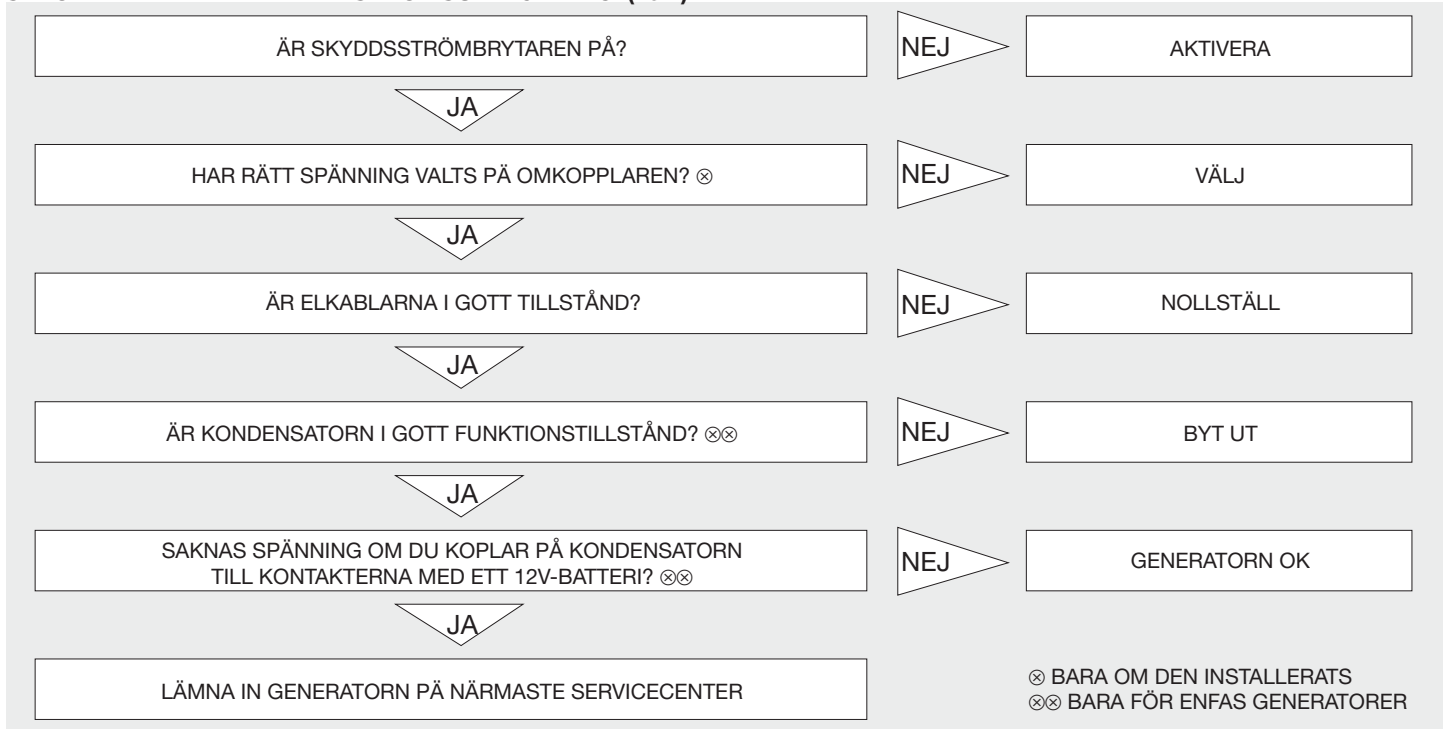 ÄR SKYDDSSTRÖMBRYTAREN PÅ?
NEJ
AKTIVERA
JA
HAR RÄTT SPÄNNING VALTS PÅ OMKOPPLAREN? ⊗
NEJ
VÄLJ
JA
ÄR ELKABLARNA I GOTT TILLSTÅND?
NEJ
NOLLSTÄLL
JA
ÄR KONDENSATORN I GOTT FUNKTIONSTILLSTÅND? ⊗⊗
NEJ
BYT UT
JA
SAKNAS SPÄNNING OM DU KOPLAR PÅ KONDENSATORN
TILL KONTAKTERNA MED ETT 12V-BATTERI? ⊗⊗
NEJ
GENERATORN OK
JA
LÄMNA IN GENERATORN PÅ NÄRMASTE SERVICECENTER
⊗ BARA OM DEN INSTALLERATS
⊗⊗ BARA FÖR ENFAS GENERATORER